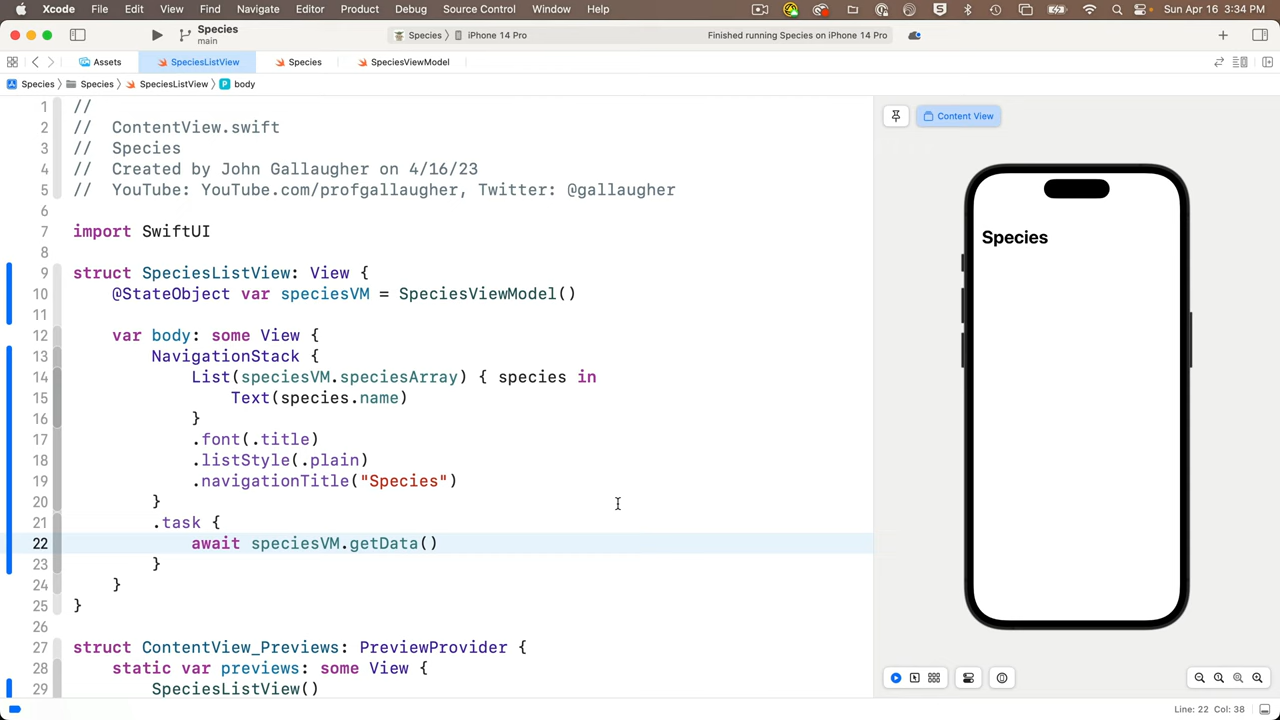 Xcode File Edit View Find Navigate Editor Product Debug Source Control Window Help Sun Apr 16 3:34 PM
Species
main
Species iPhone 14 Pro Finished running Species on iPhone 14 Pro
Assets SpeciesListView Species SpeciesViewModel
Species Species SpeciesListView P body
1 //
2 // ContentView.swift
3 // Species
4 // Created by John Gallaugher on 4/16/23
5 // YouTube: YouTube.com/profgallaugher, Twitter: @gallaugher
6
7 import SwiftUI
8
9 struct SpeciesListView: View {
10 @StateObject var speciesVM = SpeciesViewModel()
11
12 var body: some View {
13 NavigationStack {
14 List(speciesVM.speciesArray) { species in
15 Text(species.name)
16 }
17 .font(.title)
18 .listStyle(.plain)
19 .navigationTitle("Species")
20 }
21 .task {
22 await speciesVM.getData()
23 }
24 }
25 }
26
27 struct ContentView_Previews: PreviewProvider {
28 static var previews: some View {
29 SpeciesListView()
Content View
Species
Line: 22 Col: 38